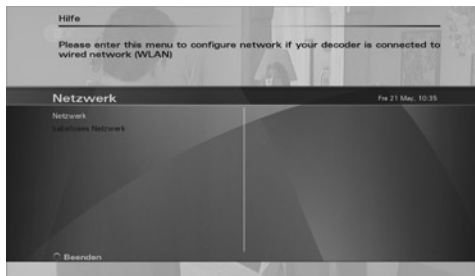 Hilfe
Please enter this menu to configure network if your decoder is connected to
wired network (WLAN)
Netzwerk
Fre 21 May, 10:35
Netzwerk
kabelloses Netzwerk
Beenden